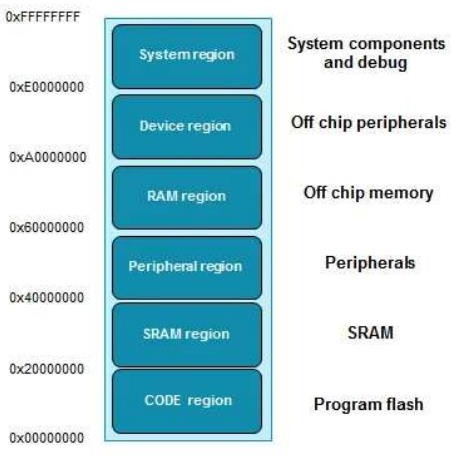 0xFFFFFFFF
System region
System components
and debug
0xE0000000
Device region
Off chip peripherals
0xA0000000
RAM region
Off chip memory
0x60000000
Peripheral region
Peripherals
0x40000000
SRAM region
SRAM
0x20000000
CODE region
Program flash
0x00000000